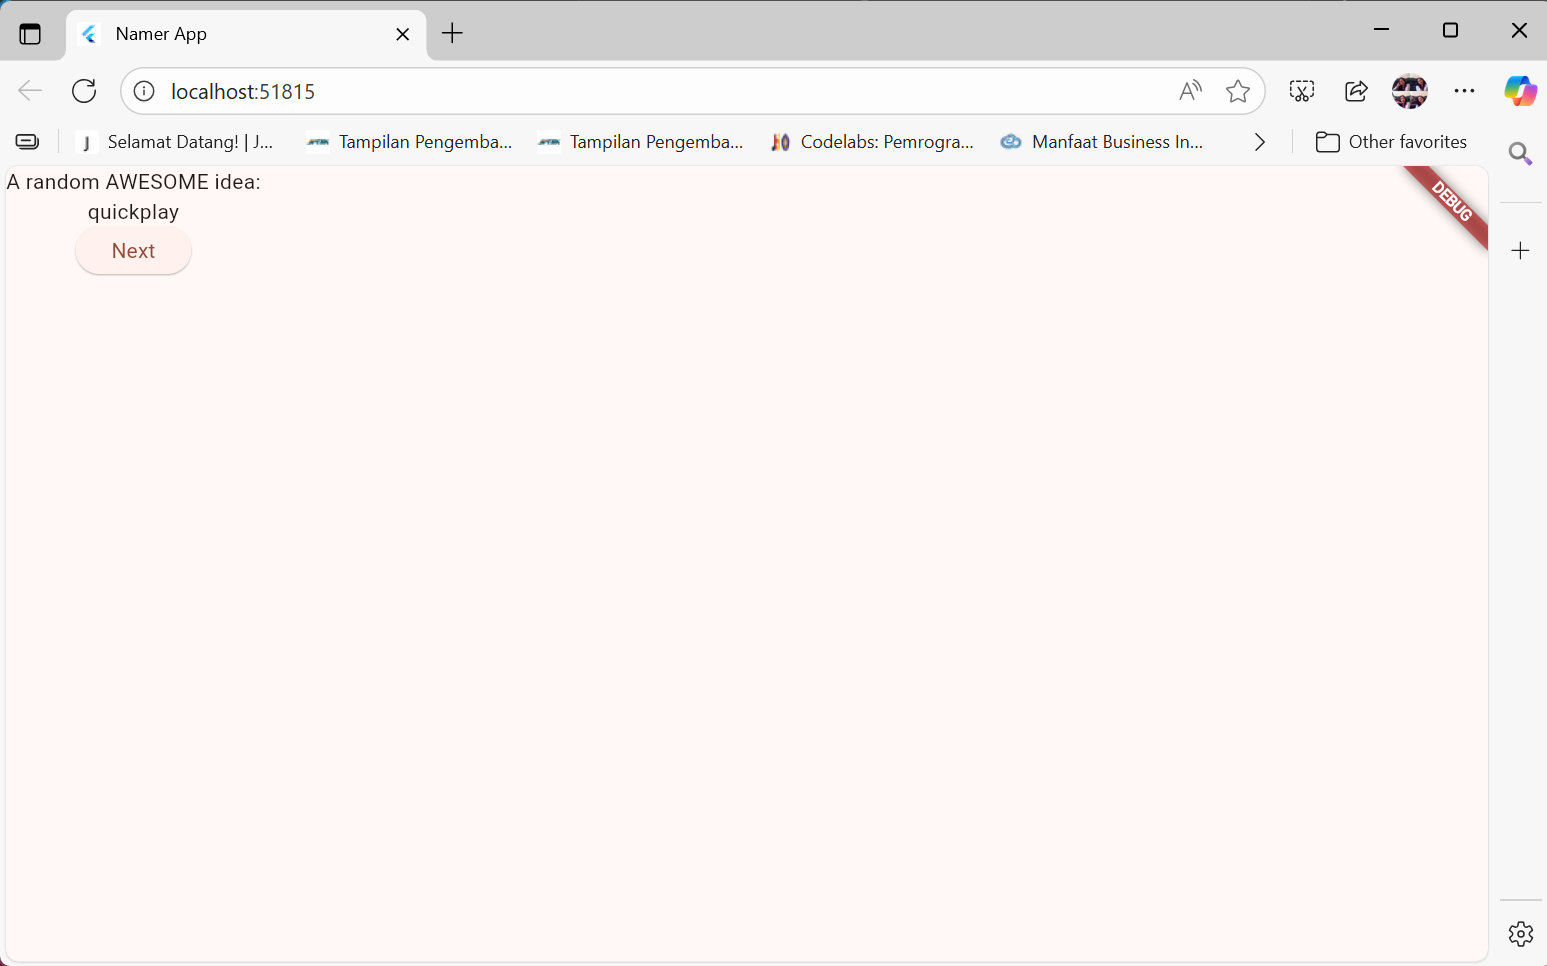 Namer App
localhost:51815
Selamat Datang! | J...
Tampilan Pengemba...
Tampilan Pengemba...
Codelabs: Pemrogra...
Manfaat Business In...
Other favorites
A random AWESOME idea:
quickplay
Next
DEBUG